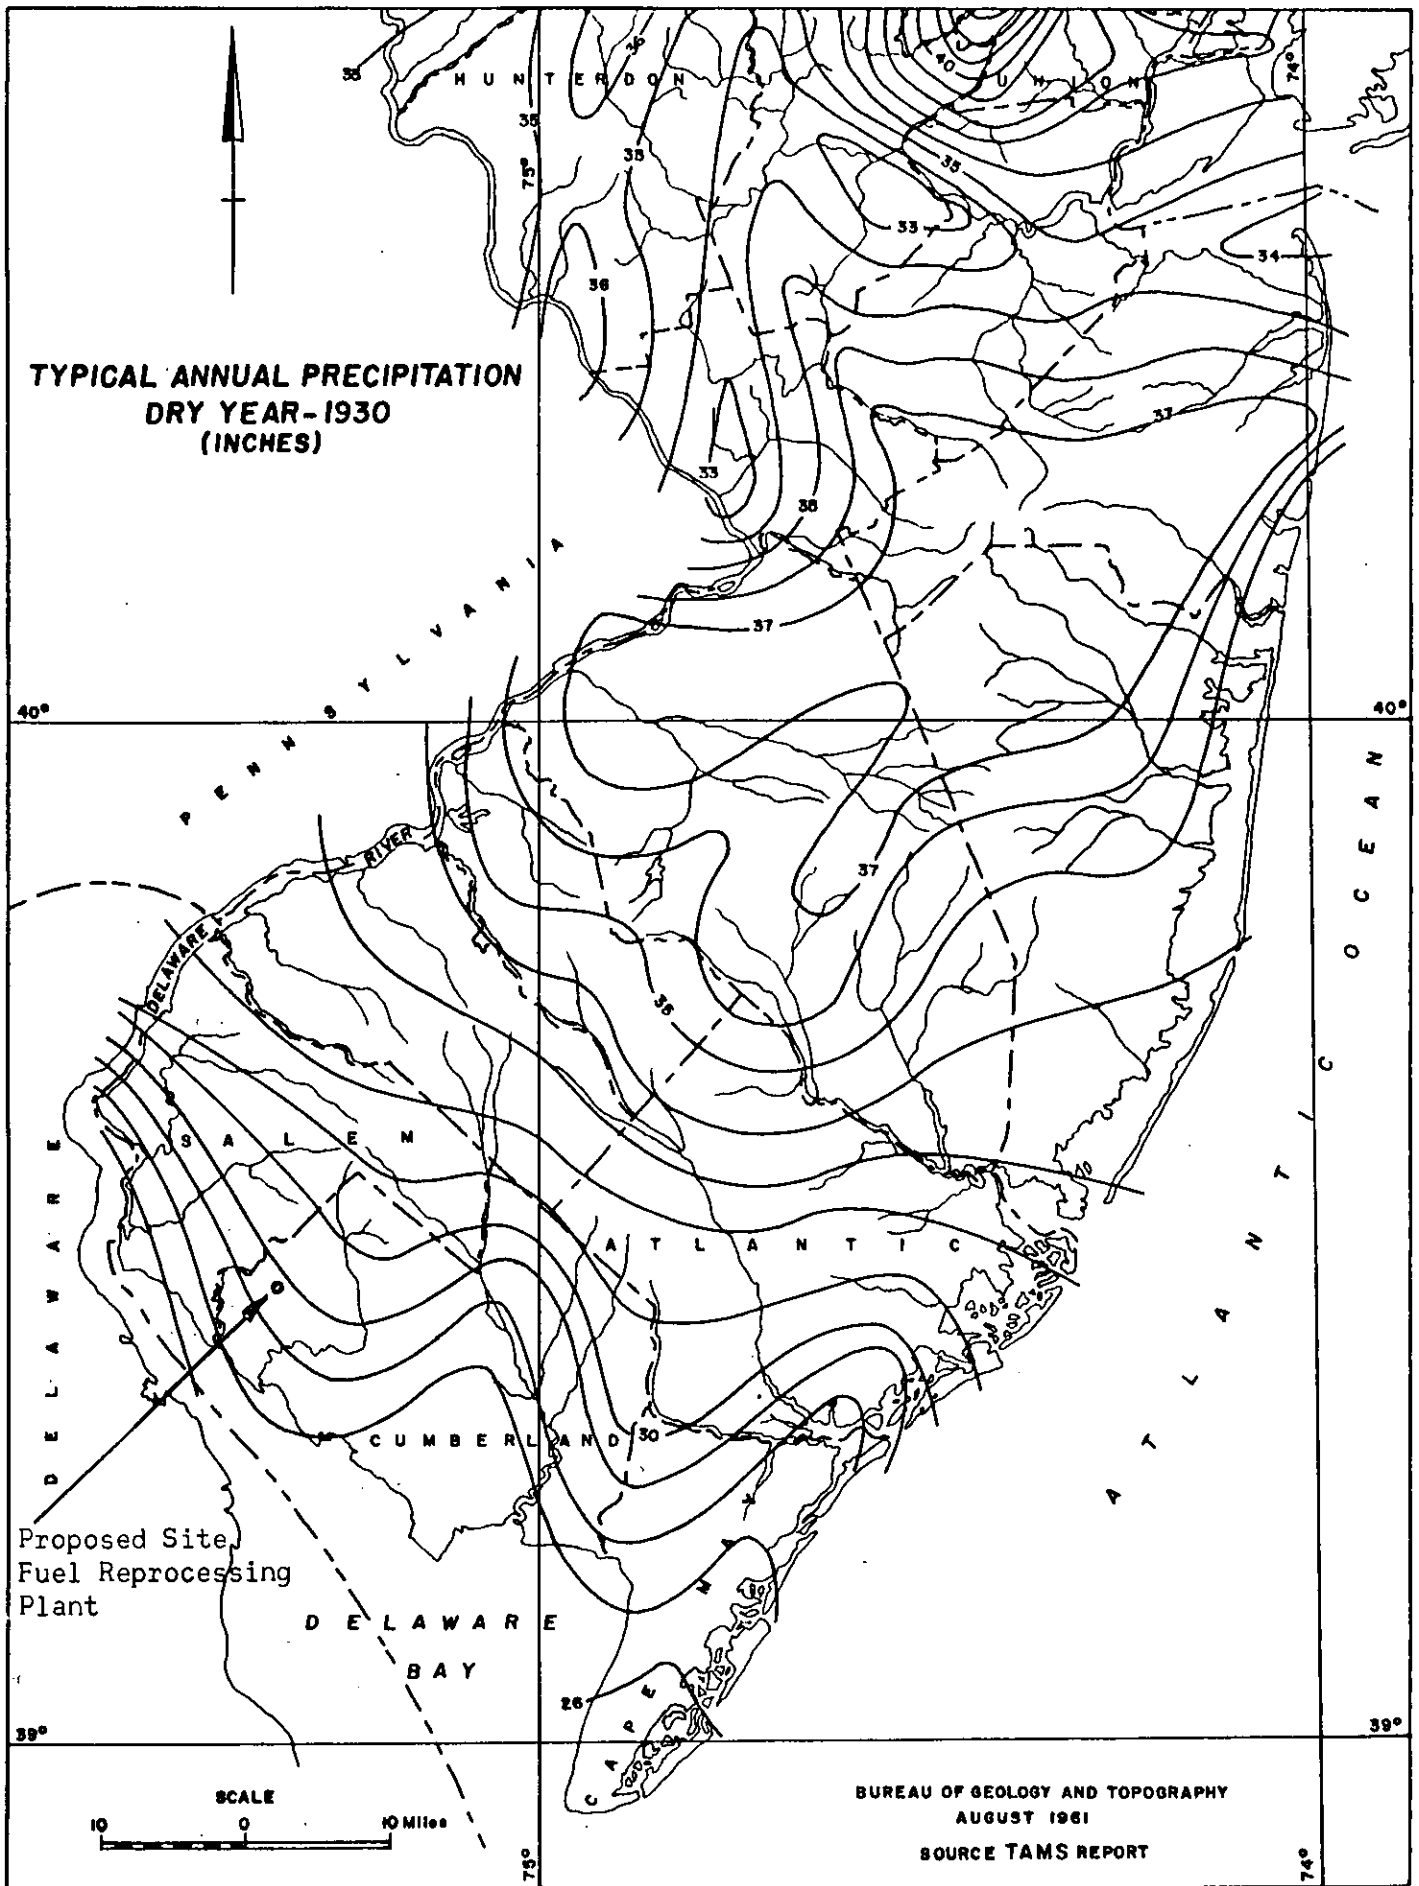 35
HUNTERDON
36
40
UNION
74°
35
75°
35
33
33
34
36
TYPICAL ANNUAL PRECIPITATION
DRY YEAR-1930
(INCHES)
37
33
38
PENNSYLVANIA
37
40°
40°
RIVER
37
DELAWARE
36
ATLANTIC OCEAN
SALEM
DELAWARE
ATLANTIC
CUMBERLAND
30
Proposed Site
Fuel Reprocessing
Plant
DELAWARE
BAY
CAPE MAY
26
39°
39°
SCALE
10 0 10 Miles
BUREAU OF GEOLOGY AND TOPOGRAPHY
AUGUST 1961
SOURCE TAMS REPORT
75°
74°